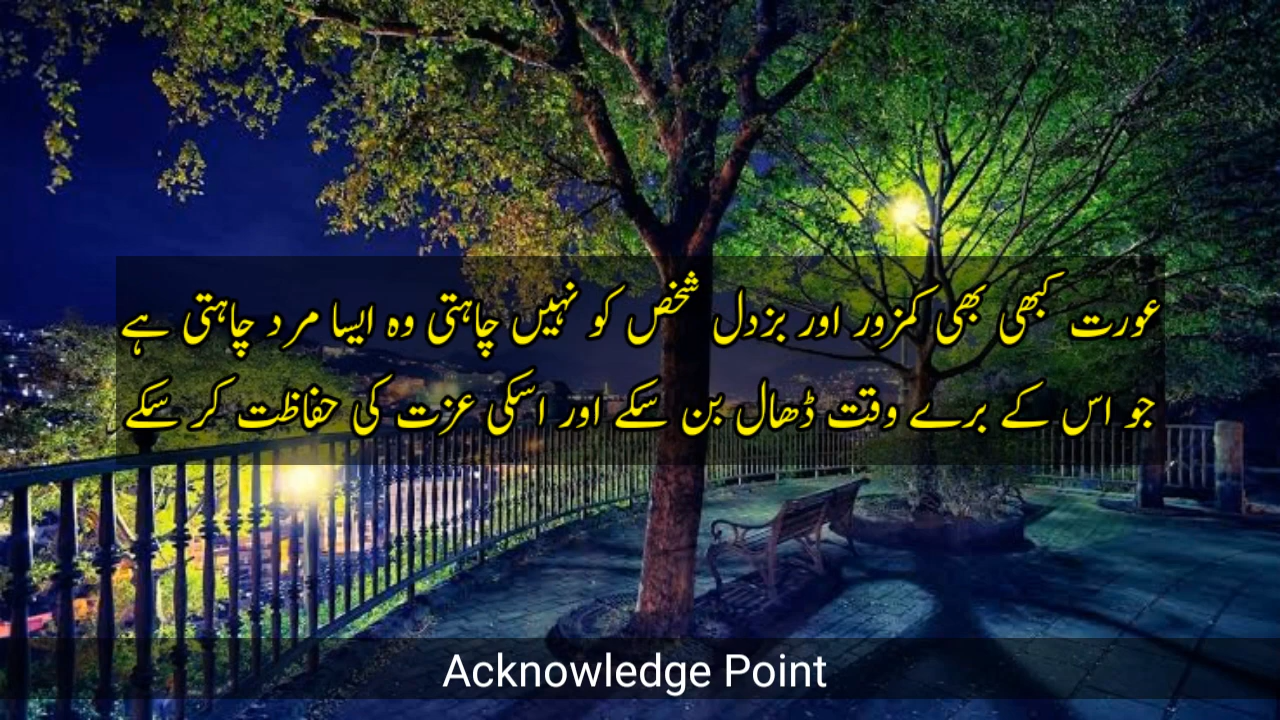 عورت کبھی بھی کمزور اور بزدل شخص کو نہیں چاہتی وہ ایسا مرد چاہتی ہے
جو اس کے برے وقت ڈھال بن سکے اور اسکی عزت کی حفاظت کر سکے
Acknowledge Point